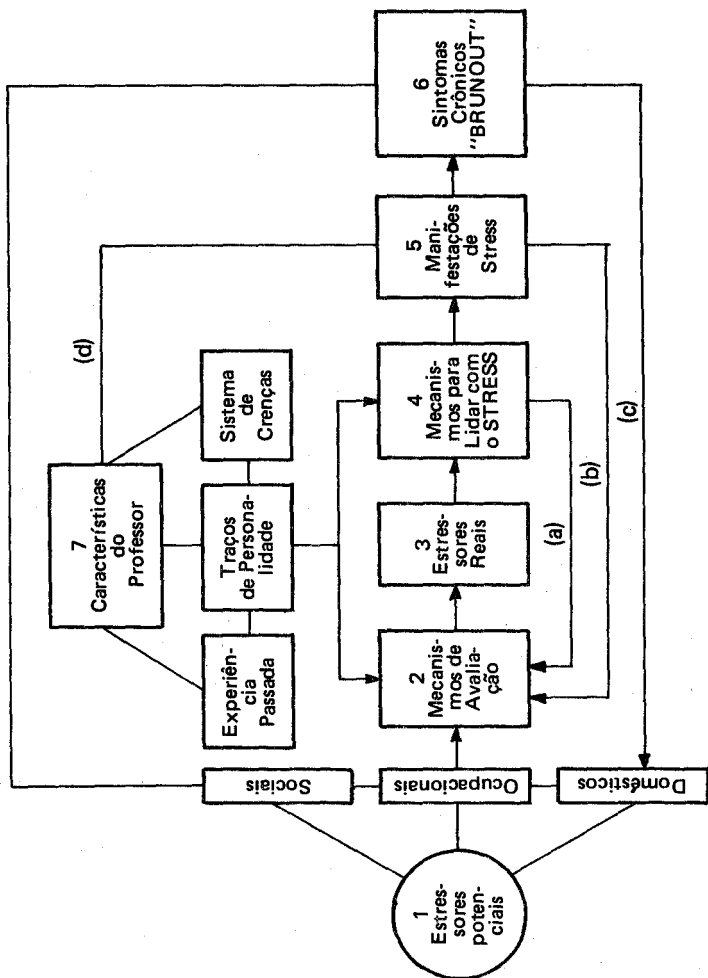 1
Estres-
sores
poten-
ciais
Sociais
Ocupacionais
Domésticos
2
Mecanis-
mos de
Avalia-
ção
3
Estres-
sores
Reais
4
Mecanis-
mos para
Lidar com
o STRESS
5
Mani-
festações
de
Stress
6
Sintomas
Crônicos
"BRUNOUT"
7
Características
do
Professor
Experiên-
cia
Passada
Traços
de Persona-
lidade
Sistema
de
Crenças
(a)
(b)
(c)
(d)